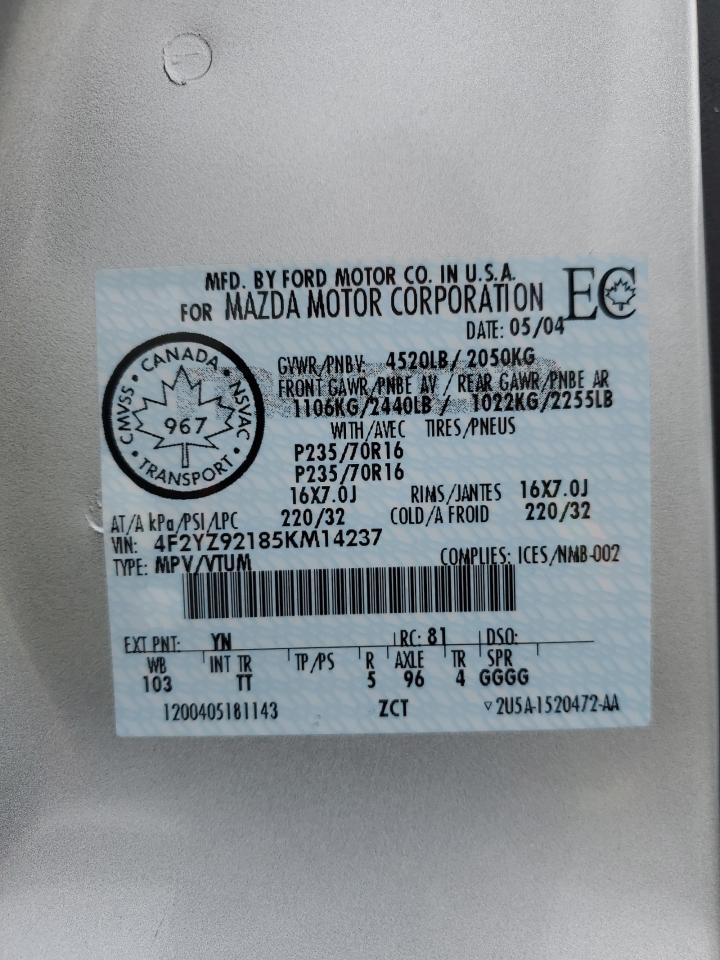 MFD. BY FORD MOTOR CO. IN U.S.A.
FOR MAZDA MOTOR CORPORATION EC
DATE: 05/04
CANADA
CMVSS 967 NSVAC
TRANSPORT
GVWR/PNBV: 4520LB/ 2050KG
FRONT GAWR/PNBE AV / REAR GAWR/PNBE AR
1106KG/2440LB / 1022KG/2255LB
WITH/AVEC TIRES/PNEUS
P235/70R16
P235/70R16
16X7.0J RIMS/JANTES 16X7.0J
AT/A kPa/PSI/LPC 220/32 COLD/A FROID 220/32
VIN: 4F2YZ92185KM14237
TYPE: MPV/VTUM COMPLIES: ICES/NMB-002
EXT PNT: YN RC: 81 DSO:
WB INT TR TP/PS R AXLE TR SPR
103 TT 5 96 4 GGGG
1200405181143 ZCT ▽2U5A-1520472-AA